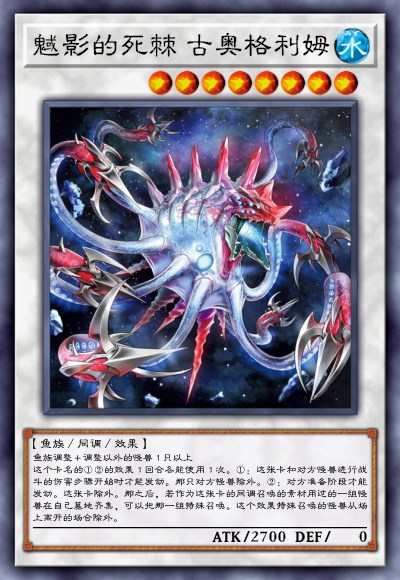 魊影的死棘 古奥格利姆
水
【鱼族/同调/效果】
鱼族调整+调整以外的怪兽1只以上
这个卡名的①②的效果1回合各能使用1次。①:这张卡和对方怪兽进行战
斗的伤害步骤开始时才能发动。那只对方怪兽除外。②:对方准备阶段才能
发动。这张卡除外。那之后,若作为这张卡的同调召唤的素材用过的一组怪
兽在自己墓地齐集,可以把那一组特殊召唤。这个效果特殊召唤的怪兽从场
上离开的场合除外。
ATK/2700 DEF/ 0